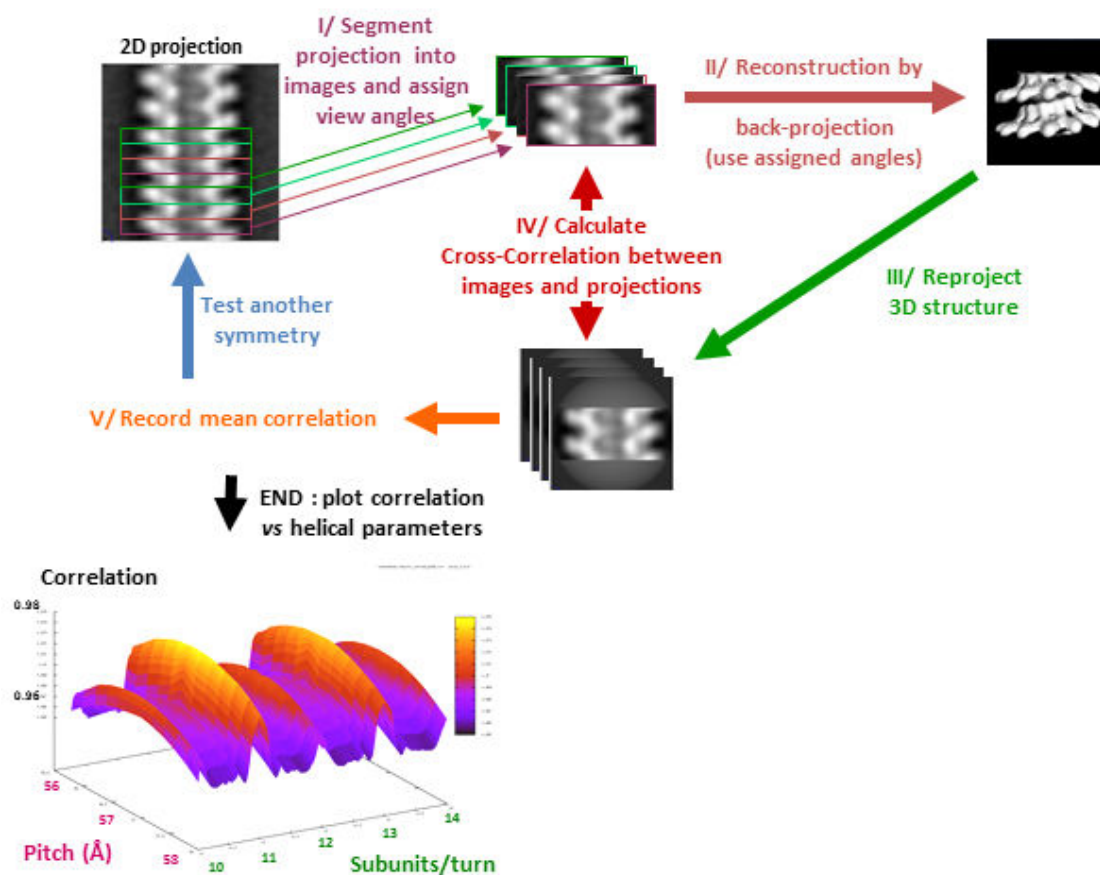 2D projection
I/ Segment
projection into
images and assign
view angles
II/ Reconstruction by
back-projection
(use assigned angles)
III/ Reproject
3D structure
IV/ Calculate
Cross-Correlation between
images and projections
V/ Record mean correlation
Test another
symmetry
END : plot correlation
vs helical parameters
Correlation
0.98
0.96
56
57
58
Pitch (Å)
10
11
12
13
14
Subunits/turn